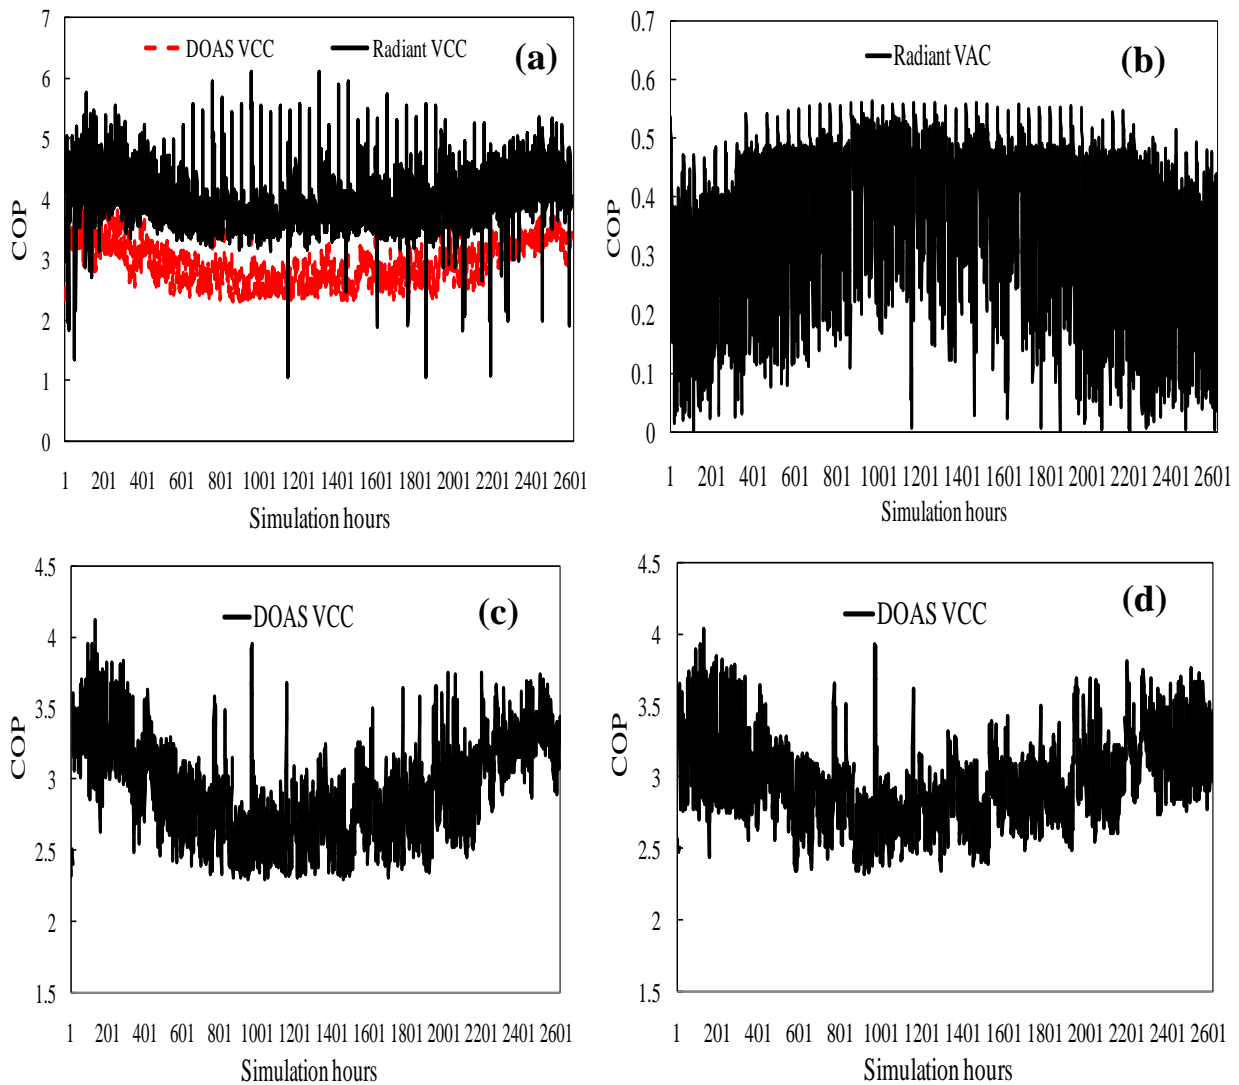 7
6
5
4
3
2
1
0
COP
DOAS VCC
Radiant VCC
(a)
1 201 401 601 801 1001 1201 1401 1601 1801 2001 2201 2401 2601
Simulation hours
0.7
0.6
0.5
0.4
0.3
0.2
0.1
0
COP
Radiant VAC
(b)
1 201 401 601 801 1001 1201 1401 1601 1801 2001 2201 2401 2601
Simulation hours
4.5
4
3.5
3
2.5
2
1.5
COP
DOAS VCC
(c)
1 201 401 601 801 1001 1201 1401 1601 1801 2001 2201 2401 2601
Simulation hours
4.5
4
3.5
3
2.5
2
1.5
COP
DOAS VCC
(d)
1 201 401 601 801 1001 1201 1401 1601 1801 2001 2201 2401 2601
Simulation hours